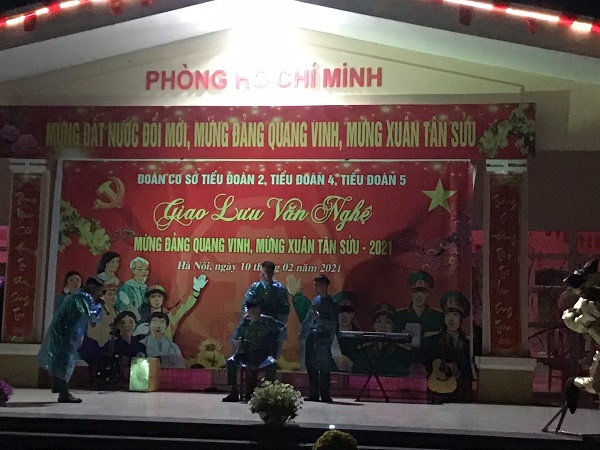 PHÒNG HỒ CHÍ MINH
MỪNG ĐẤT NƯỚC ĐỔI MỚI, MỪNG ĐẢNG QUANG VINH, MỪNG XUÂN TÂN SỬU
ĐOÀN CƠ SỞ TIỂU ĐOÀN 2, TIỂU ĐOÀN 4, TIỂU ĐOÀN 5
Giao Lưu Văn Nghệ
MỪNG ĐẢNG QUANG VINH, MỪNG XUÂN TÂN SỬU - 2021
Hà Nội, ngày 10 tháng 02 năm 2021